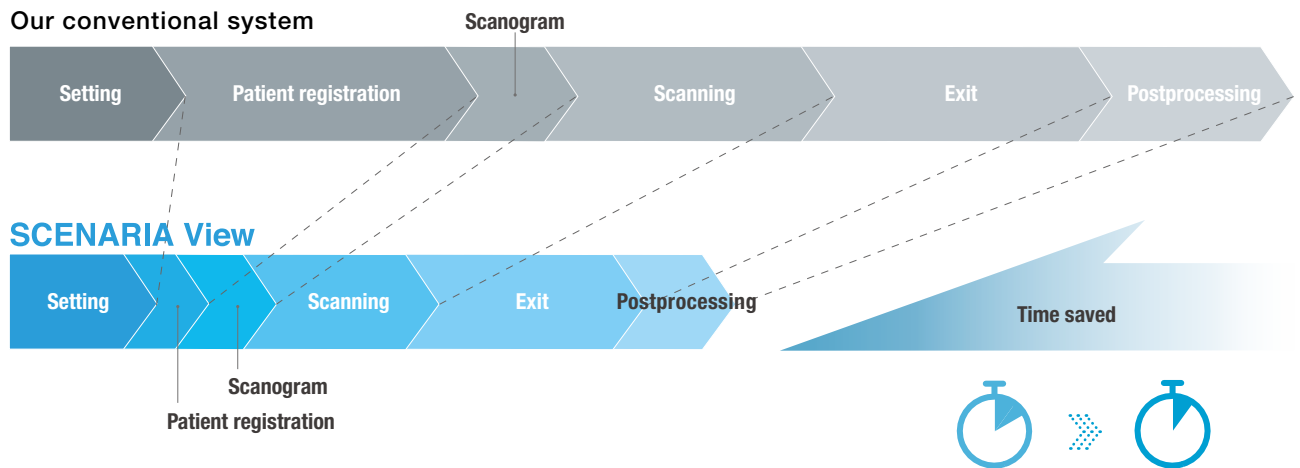 Our conventional system
Scanogram
Setting
Patient registration
Scanning
Exit
Postprocessing
SCENARIA View
Setting
Scanning
Exit
Postprocessing
Time saved
Scanogram
Patient registration